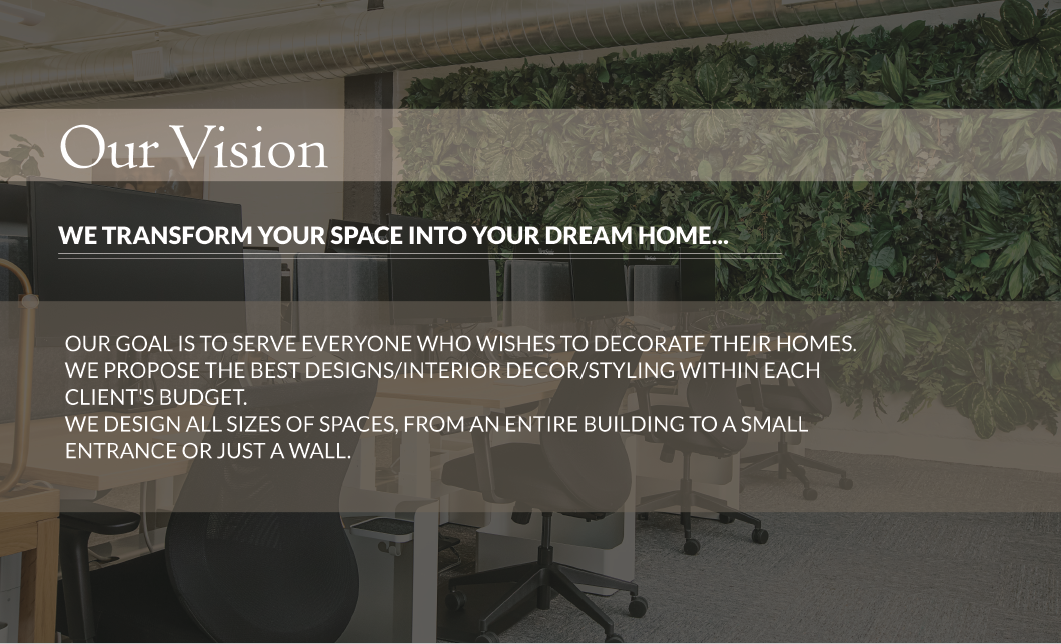 Our Vision
WE TRANSFORM YOUR SPACE INTO YOUR DREAM HOME...
OUR GOAL IS TO SERVE EVERYONE WHO WISHES TO DECORATE THEIR HOMES.
WE PROPOSE THE BEST DESIGNS/INTERIOR DECOR/STYLING WITHIN EACH
CLIENT'S BUDGET.
WE DESIGN ALL SIZES OF SPACES, FROM AN ENTIRE BUILDING TO A SMALL
ENTRANCE OR JUST A WALL.